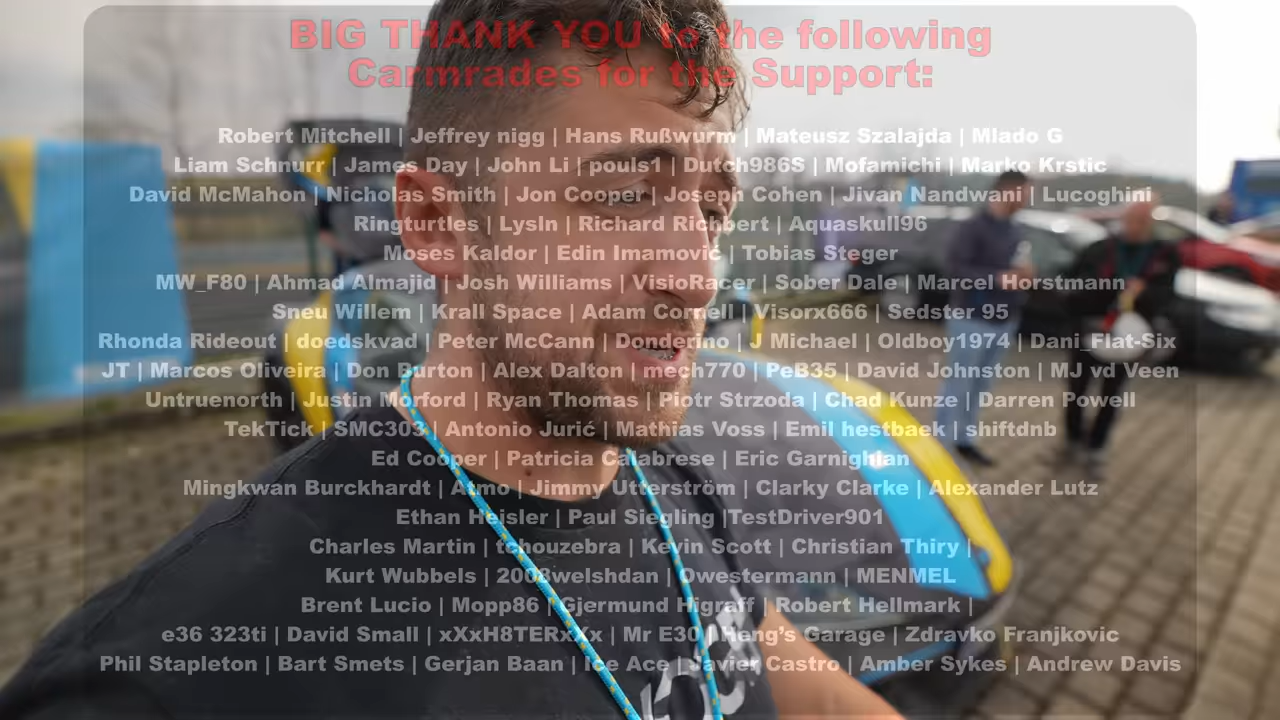 BIG THANK YOU to the following
Carmrades for the Support:
Robert Mitchell | Jeffrey nigg | Hans Rußwurm | Mateusz Szalajda | Mlado G
Liam Schnurr | James Day | John Li | pouls1 | Dutch986S | Mofamichi | Marko Krstic
David McMahon | Nicholas Smith | Jon Cooper | Joseph Cohen | Jivan Nandwani | Lucoghini
Ringturtles | Lysln | Richard Richbert | Aquaskull96
Moses Kaldor | Edin Imamovic | Tobias Steger
MW_F80 | Ahmad Almajid | Josh Williams | VisioRacer | Sober Dale | Marcel Horstmann
Sneu Willem | Krall Space | Adam Cornell | Visorx666 | Sedster 95
Rhonda Rideout | doedskvad | Peter McCann | Domerino | J Michael | Oldboy1974 | Dani_Fiat-Six
JT | Marcos Oliveira | Don Burton | Alex Dalton | mech770 | PeB35 | David Johnston | MJ vd Veen
Untruenorth | Justin Morford | Ryan Thomas | Piotr Strzoda | Chad Kunze | Darren Powell
TekTick | SMC303 | Antonio Jurić | Mathias Voss | Emil hestbaek | shiftdnb
Ed Cooper | Patricia Calabrese | Eric Garnighian
Mingkwan Burckhardt | Atmo | Jimmy Utterström | Clarky Clarke | Alexander Lutz
Ethan Heisler | Paul Siegling |TestDriver901
Charles Martin | tchouzebra | Kevin Scott | Christian Thiry |
Kurt Wubbels | 2008welshdan | Owestermann | MENMEL
Brent Lucio | Mopp86 | Gjermund Higraff | Robert Hellmark |
e36 323ti | David Small | xXxH8TERxXx | Mr E30 | Heng's Garage | Zdravko Franjkovic
Phil Stapleton | Bart Smets | Gerjan Baan | Ice Ace | Javier Castro | Amber Sykes | Andrew Davis